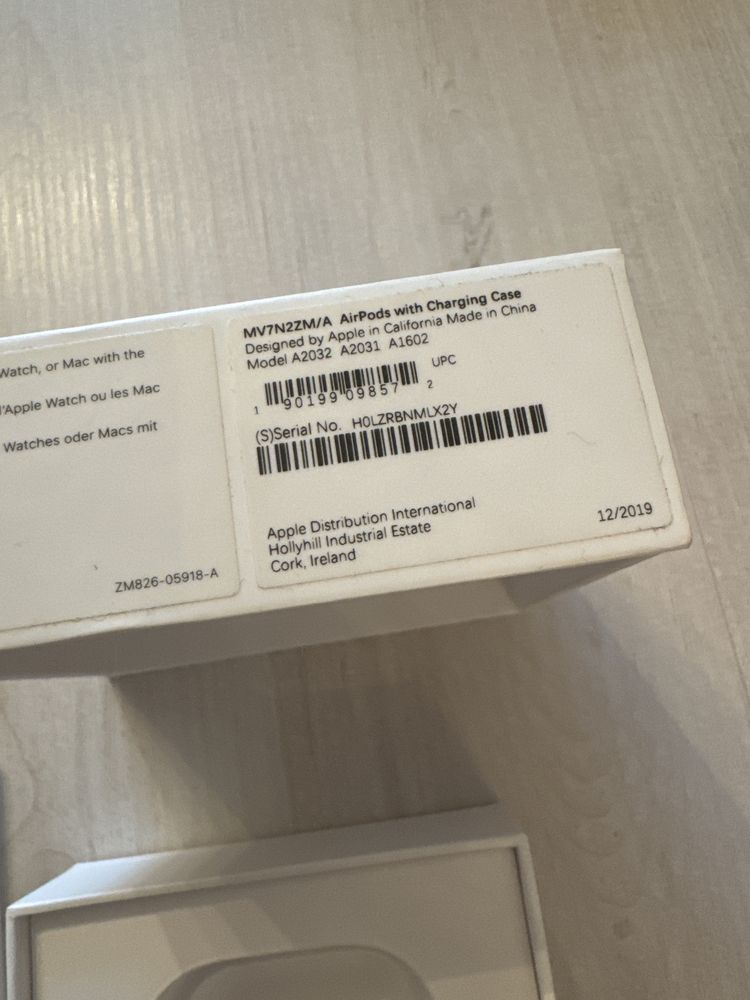 Watch, or Mac with the
l'Apple Watch ou les Mac
Watches oder Macs mit
ZM826-05918-A
MV7N2ZM/A AirPods with Charging Case
Designed by Apple in California Made in China
Model A2032 A2031 A1602
UPC
1 90199 09857 2
(S)Serial No. H0LZRBNMLX2Y
Apple Distribution International
Hollyhill Industrial Estate
Cork, Ireland
12/2019